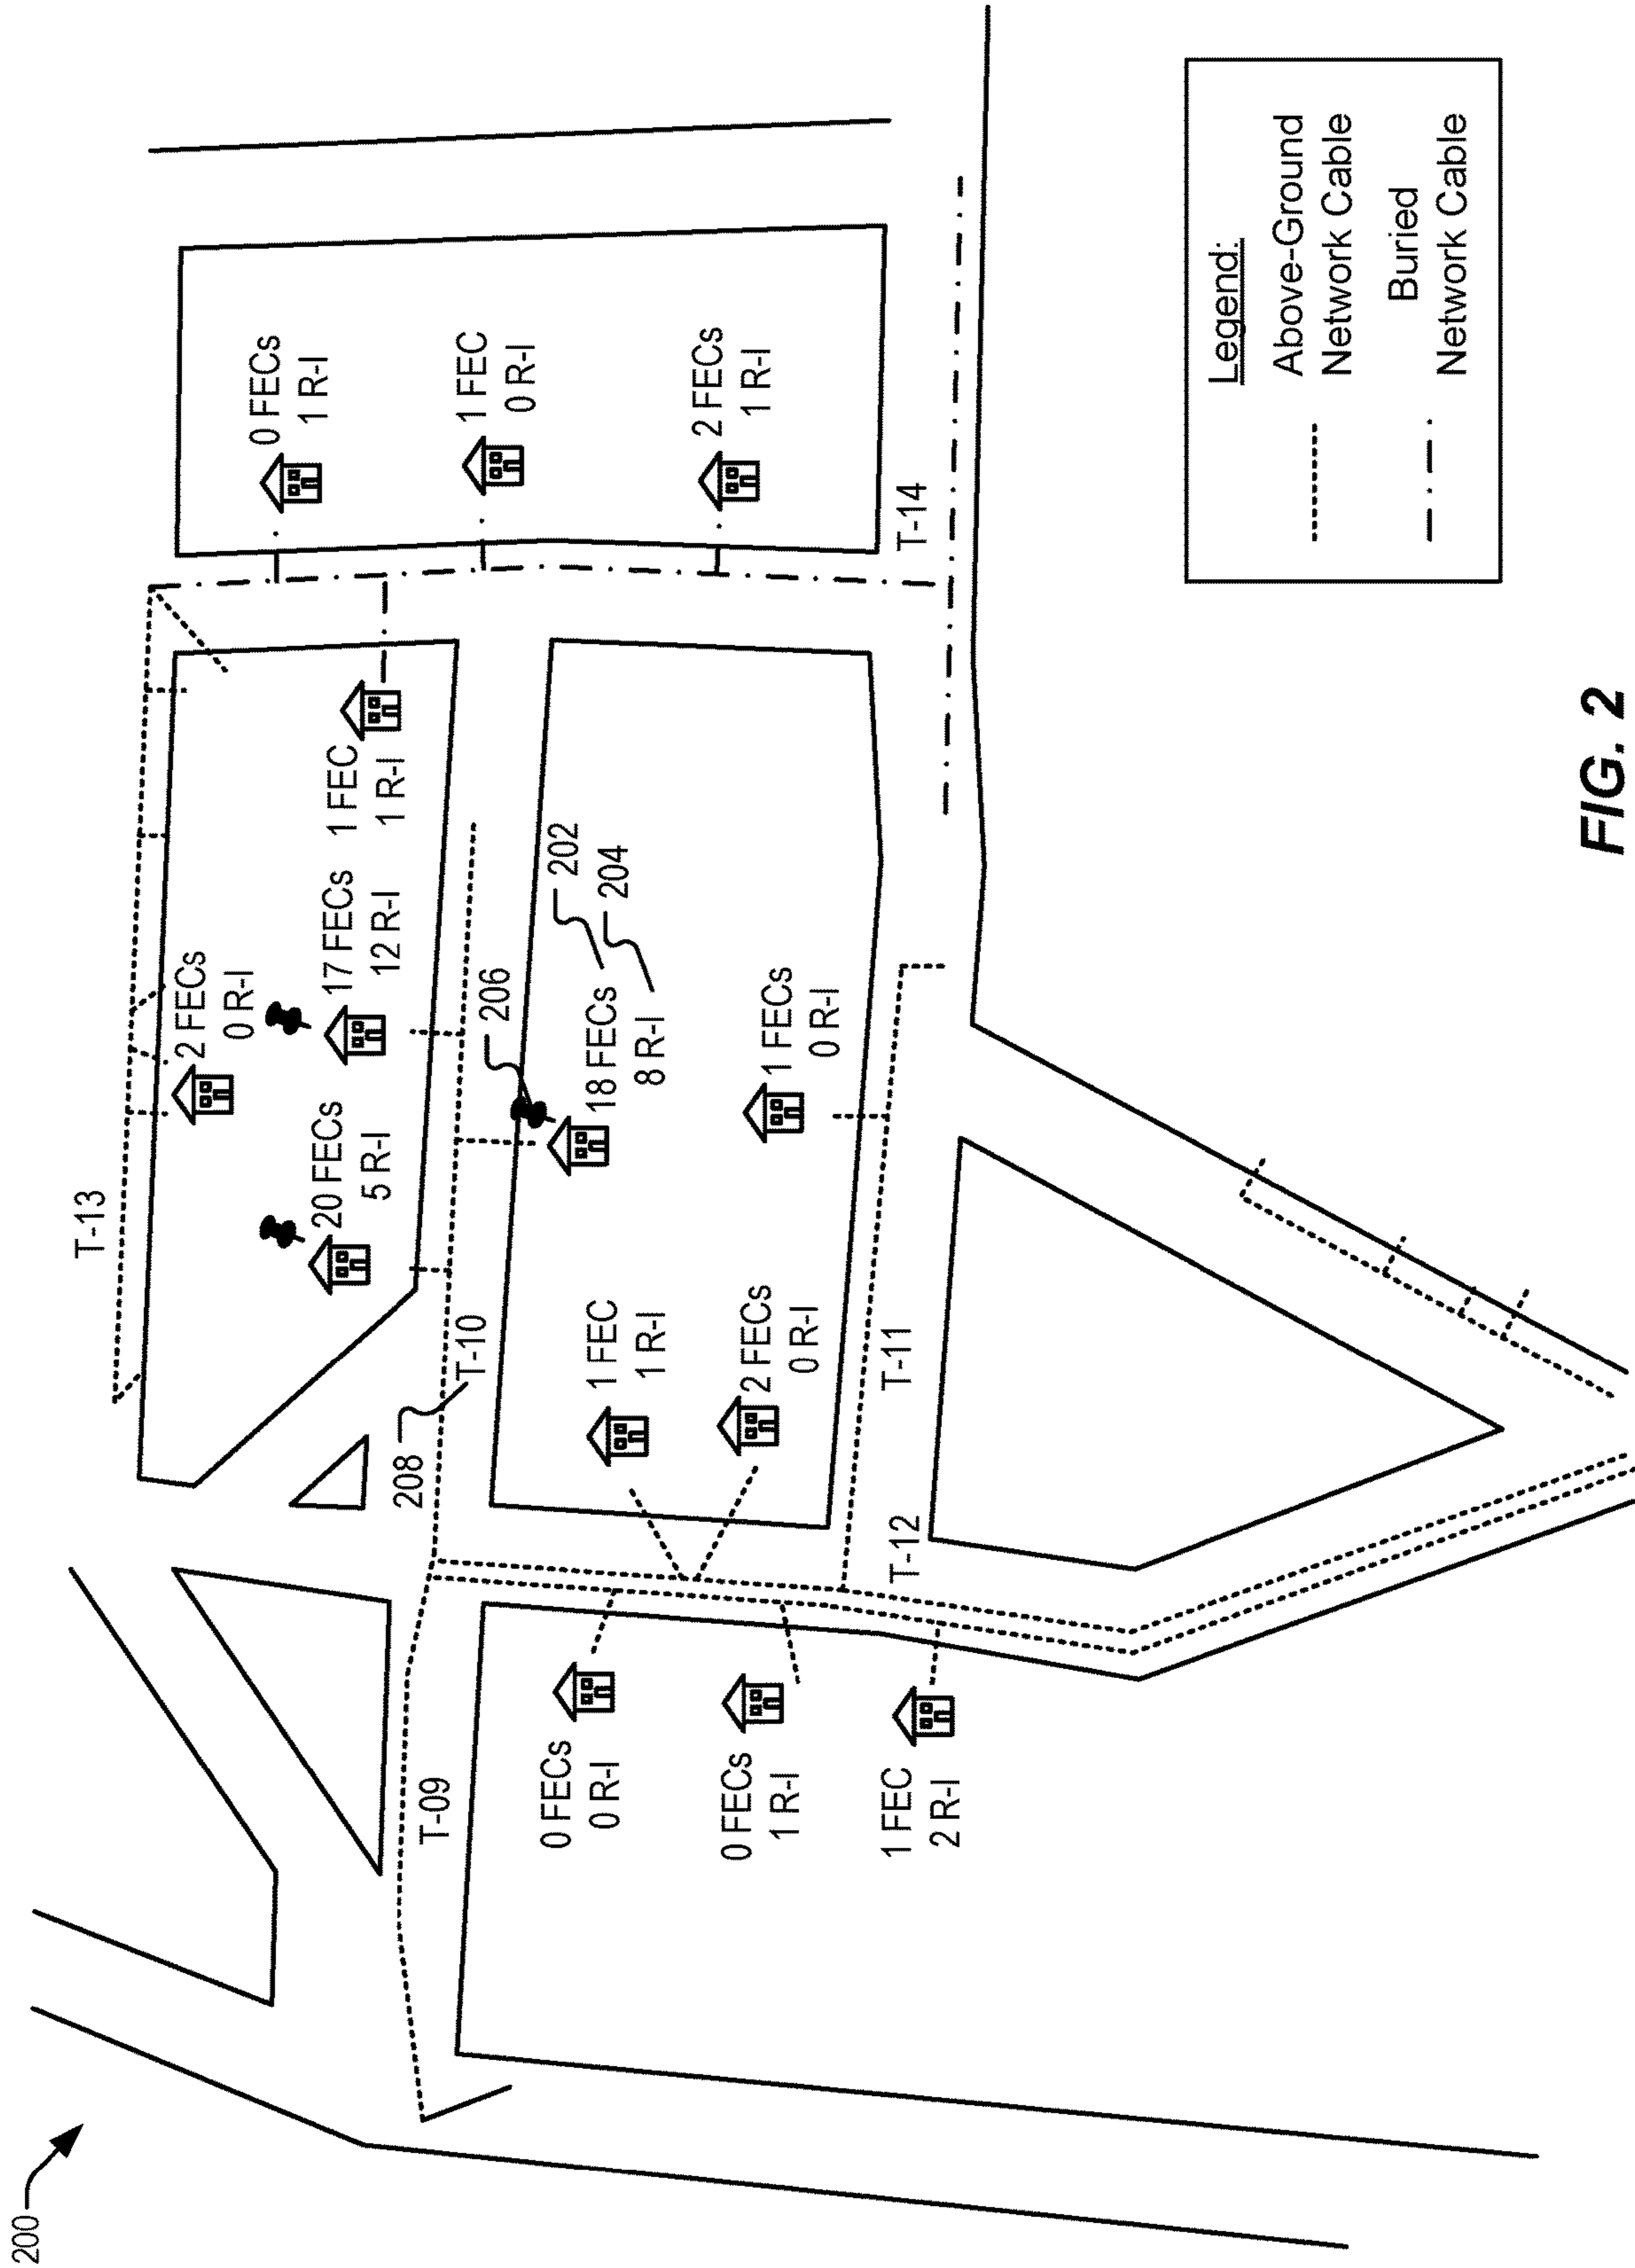 200
T-13
2 FECs
0 R-I
0 FECs
1 R-I
20 FECs
5 R-I
17 FECs
12 R-I
1 FEC
1 R-I
208
T-09
T-10
1 FEC
0 R-I
206
0 FECs
0 R-I
1 FEC
1 R-I
18 FECs
8 R-I
202
204
2 FECs
1 R-I
0 FECs
1 R-I
2 FECs
0 R-I
1 FECs
0 R-I
1 FEC
2 R-I
T-12
T-11
T-14
Legend:
Above-Ground
Network Cable
Buried
Network Cable
FIG. 2